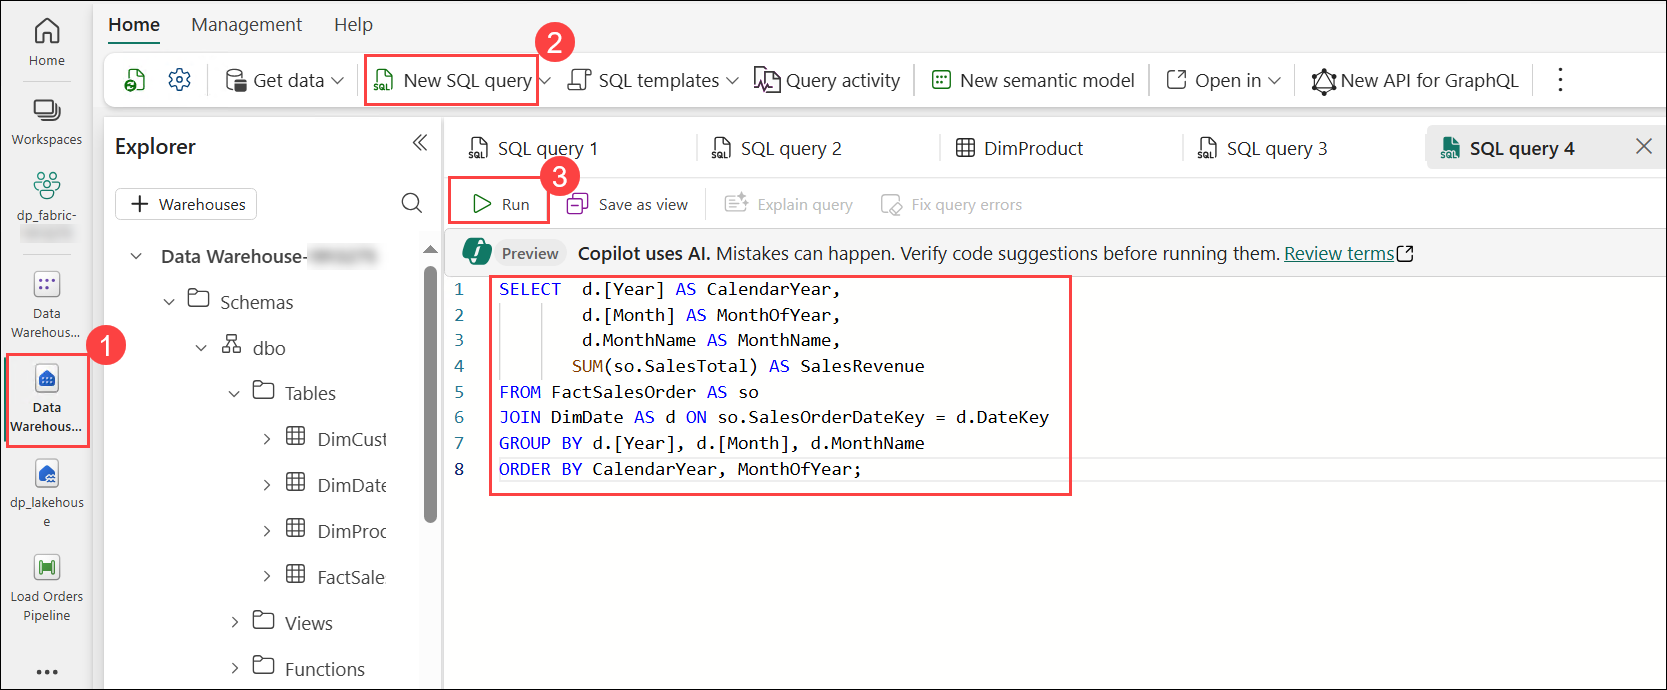 Home
Workspaces
dp_fabric-
Data
Warehous...
1
Data
Warehous...
dp_lakehous
e
Load Orders
Pipeline
...
Home Management Help
2
Get data New SQL query SQL templates Query activity New semantic model Open in New API for GraphQL
Explorer
+ Warehouses
Data Warehouse-
Schemas
dbo
Tables
DimCust
DimDate
DimProc
FactSale
Views
Functions
SQL query 1 SQL query 2 DimProduct SQL query 3 SQL query 4
3
Run Save as view Explain query Fix query errors
Preview Copilot uses AI. Mistakes can happen. Verify code suggestions before running them. Review terms
1 SELECT d.[Year] AS CalendarYear,
2 d.[Month] AS MonthOfYear,
3 d.MonthName AS MonthName,
4 SUM(so.SalesTotal) AS SalesRevenue
5 FROM FactSalesOrder AS so
6 JOIN DimDate AS d ON so.SalesOrderDateKey = d.DateKey
7 GROUP BY d.[Year], d.[Month], d.MonthName
8 ORDER BY CalendarYear, MonthOfYear;